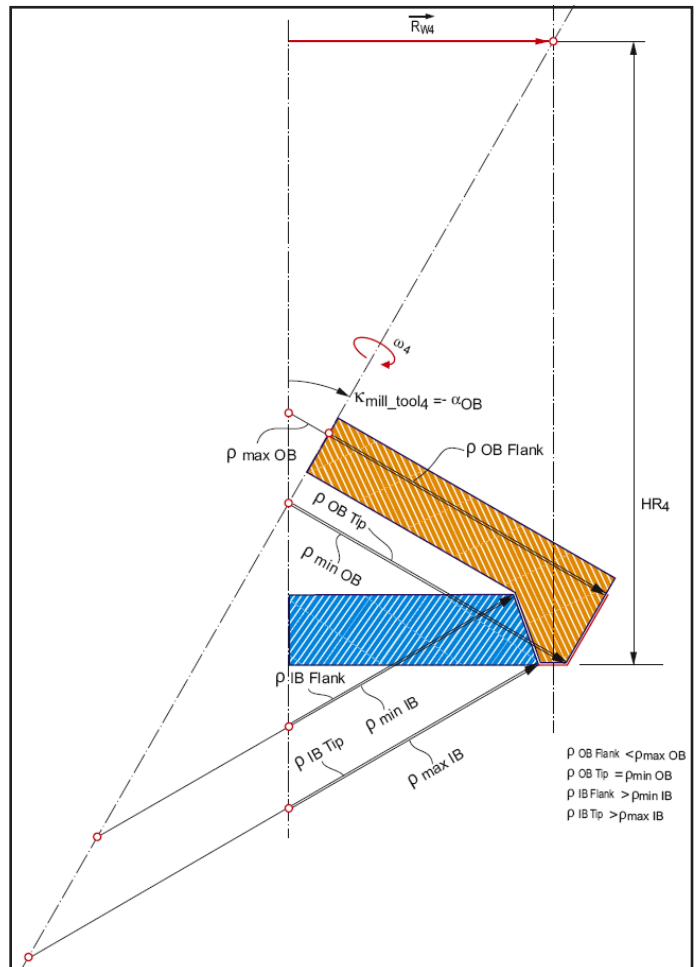 R_W4
ω4
κmill_tool4 =- αOB
ρ max OB
ρ OB Flank
ρ OB Tip
HR4
ρ min OB
ρ IB Flank
ρ min IB
ρ IB Tip
ρ max IB
ρ OB Flank <ρmax OB
ρ OB Tip =ρmin OB
ρ IB Flank >ρmin IB
ρ IB Tip >ρmax IB